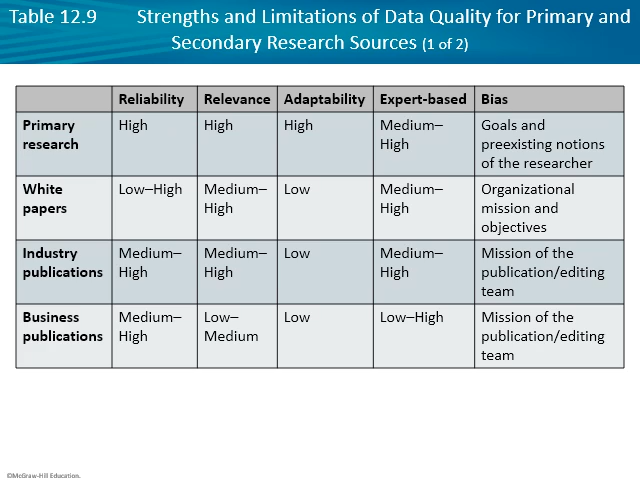 Table 12.9 Strengths and Limitations of Data Quality for Primary and
Secondary Research Sources (1 of 2)
Reliability Relevance Adaptability Expert-based Bias
Primary research High High High Medium–High Goals and preexisting notions of the researcher
White papers Low–High Medium–High Low Medium–High Organizational mission and objectives
Industry publications Medium–High Medium–High Low Medium–High Mission of the publication/editing team
Business publications Medium–High Low–Medium Low Low–High Mission of the publication/editing team
©McGraw-Hill Education.